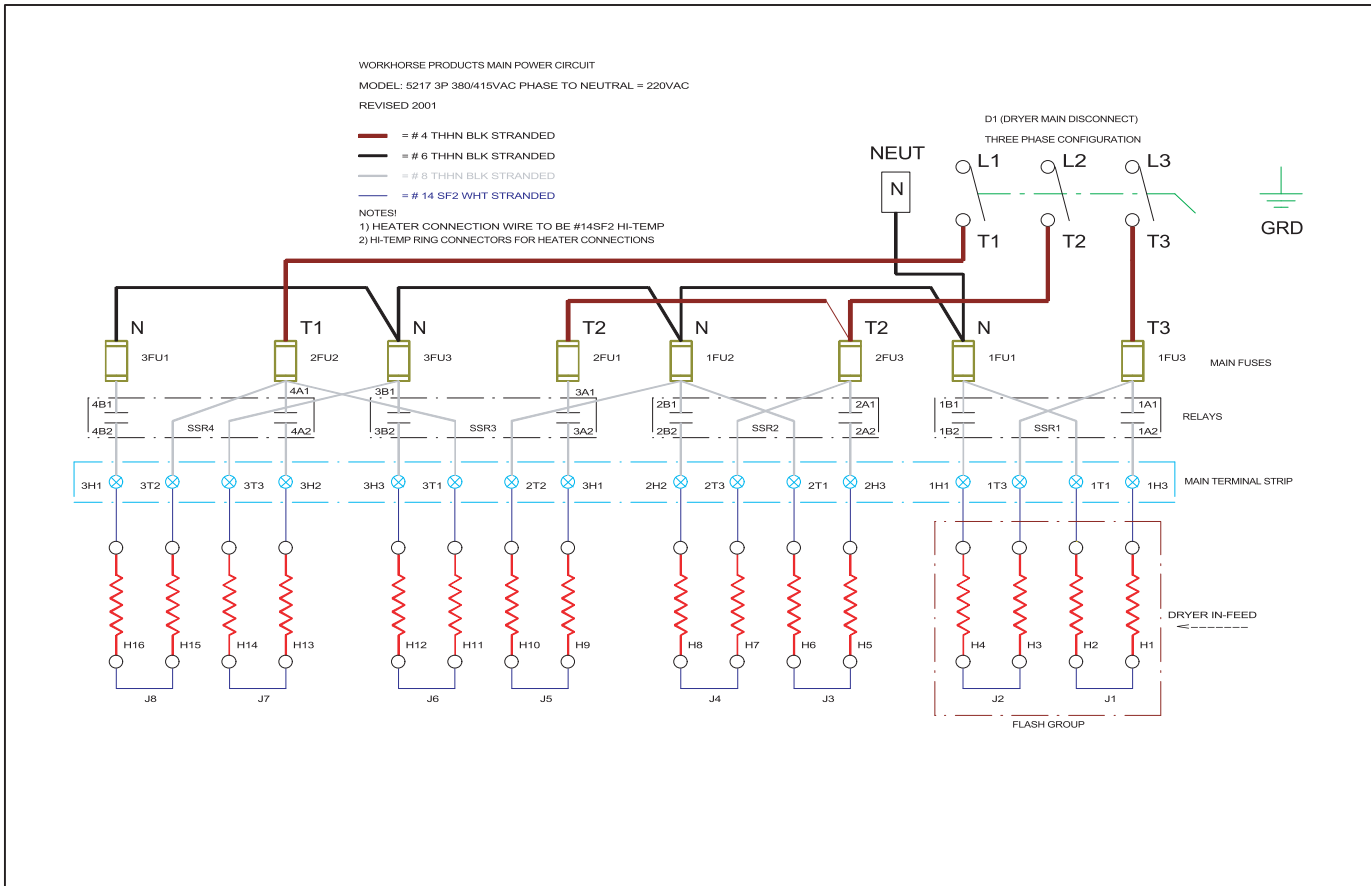 WORKHORSE PRODUCTS MAIN POWER CIRCUIT
MODEL: 5217 3P 380/415VAC PHASE TO NEUTRAL = 220VAC
REVISED 2001
= # 4 THHN BLK STRANDED
= # 6 THHN BLK STRANDED
= # 8 THHN BLK STRANDED
= # 14 SF2 WHT STRANDED
NOTES!
1) HEATER CONNECTION WIRE TO BE #14SF2 HI-TEMP
2) HI-TEMP RING CONNECTORS FOR HEATER CONNECTIONS
D1 (DRYER MAIN DISCONNECT)
THREE PHASE CONFIGURATION
NEUT L1 L2 L3
N
T1 T2 T3
GRD
N T1 N T2 N T2 N T3
3FU1 2FU2 3FU3 2FU1 1FU2 2FU3 1FU1 1FU3 MAIN FUSES
4B1 4A1 3B1 3A1 2B1 2A1 1B1 1A1
RELAYS
4B2 SSR4 4A2 3B2 SSR3 3A2 2B2 SSR2 2A2 1B2 SSR1 1A2
3H1 3T2 3T3 3H2 3H3 3T1 2T2 3H1 2H2 2T3 2T1 2H3 1H1 1T3 1T1 1H3 MAIN TERMINAL STRIP
DRYER IN-FEED
H16 H15 H14 H13 H12 H11 H10 H9 H8 H7 H6 H5 H4 H3 H2 H1
J8 J7 J6 J5 J4 J3 J2 J1
FLASH GROUP